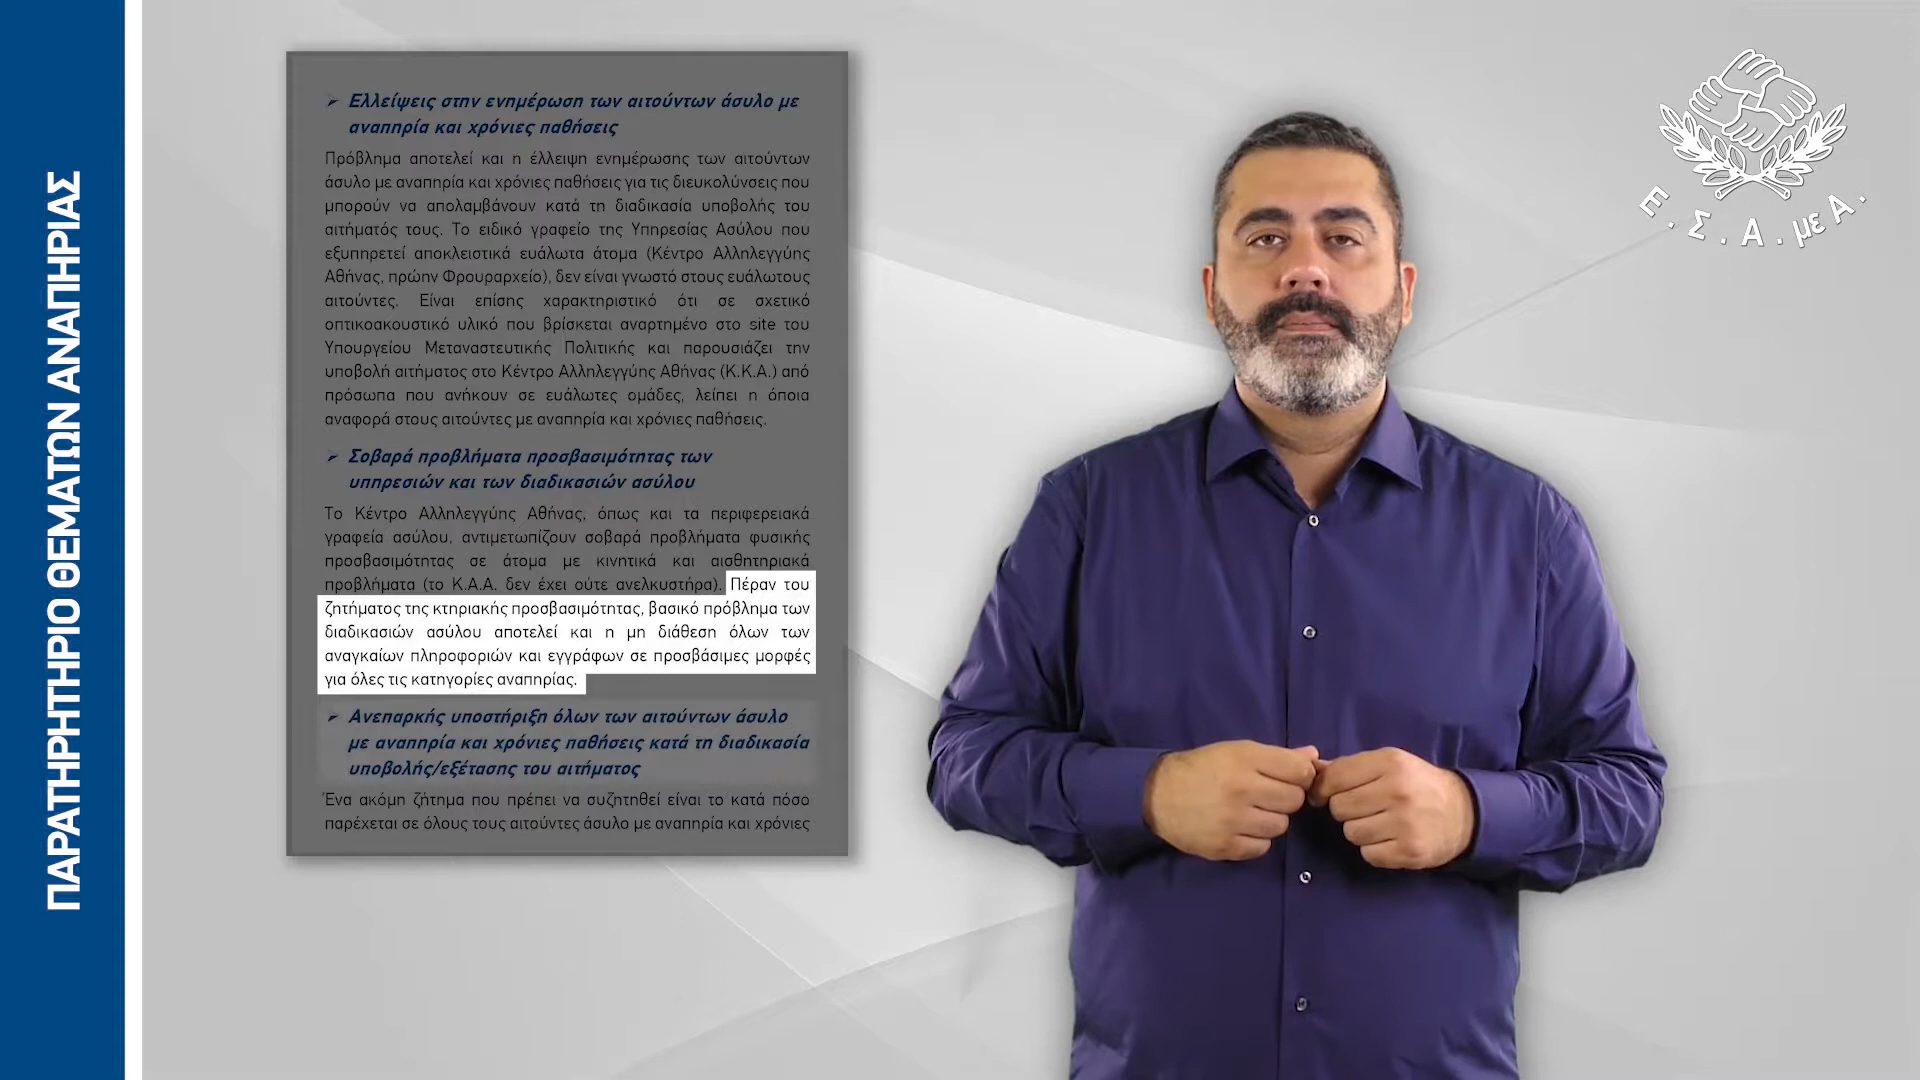 ΠΑΡΑΤΗΡΗΤΗΡΙΟ ΘΕΜΑΤΩΝ ΑΝΑΠΗΡΙΑΣ
➢ Ελλείψεις στην ενημέρωση των αιτούντων άσυλο με
αναπηρία και χρόνιες παθήσεις
Πρόβλημα αποτελεί και η έλλειψη ενημέρωσης των αιτούντων
άσυλο με αναπηρία και χρόνιες παθήσεις για τις διευκολύνσεις που
μπορούν να απολαμβάνουν κατά τη διαδικασία υποβολής του
αιτήματός τους. Το ειδικό γραφείο της Υπηρεσίας Ασύλου που
εξυπηρετεί αποκλειστικά ευάλωτα άτομα (Κέντρο Αλληλεγγύης
Αθήνας, πρώην Φρουραρχείο), δεν είναι γνωστό στους ευάλωτους
αιτούντες. Είναι επίσης χαρακτηριστικό ότι σε σχετικό
οπτικοακουστικό υλικό που βρίσκεται αναρτημένο στο site του
Υπουργείου Μεταναστευτικής Πολιτικής και παρουσιάζει την
υποβολή αιτήματος στο Κέντρο Αλληλεγγύης Αθήνας (Κ.Κ.Α.) από
πρόσωπα που ανήκουν σε ευάλωτες ομάδες, λείπει η όποια
αναφορά στους αιτούντες με αναπηρία και χρόνιες παθήσεις.
➢ Σοβαρά προβλήματα προσβασιμότητας των
υπηρεσιών και των διαδικασιών ασύλου
Το Κέντρο Αλληλεγγύης Αθήνας, όπως και τα περιφερειακά
γραφεία ασύλου, αντιμετωπίζουν σοβαρά προβλήματα φυσικής
προσβασιμότητας σε άτομα με κινητικά και αισθητηριακά
προβλήματα (το Κ.Α.Α. δεν έχει ούτε ανελκυστήρα). Πέραν του
ζητήματος της κτηριακής προσβασιμότητας, βασικό πρόβλημα των
διαδικασιών ασύλου αποτελεί και η μη διάθεση όλων των
αναγκαίων πληροφοριών και εγγράφων σε προσβάσιμες μορφές
για όλες τις κατηγορίες αναπηρίας.
➢ Ανεπαρκής υποστήριξη όλων των αιτούντων άσυλο
με αναπηρία και χρόνιες παθήσεις κατά τη διαδικασία
υποβολής/εξέτασης του αιτήματος
Ένα ακόμη ζήτημα που πρέπει να συζητηθεί είναι το κατά πόσο
παρέχεται σε όλους τους αιτούντες άσυλο με αναπηρία και χρόνιες
Ε.Σ.Α.μεΑ.